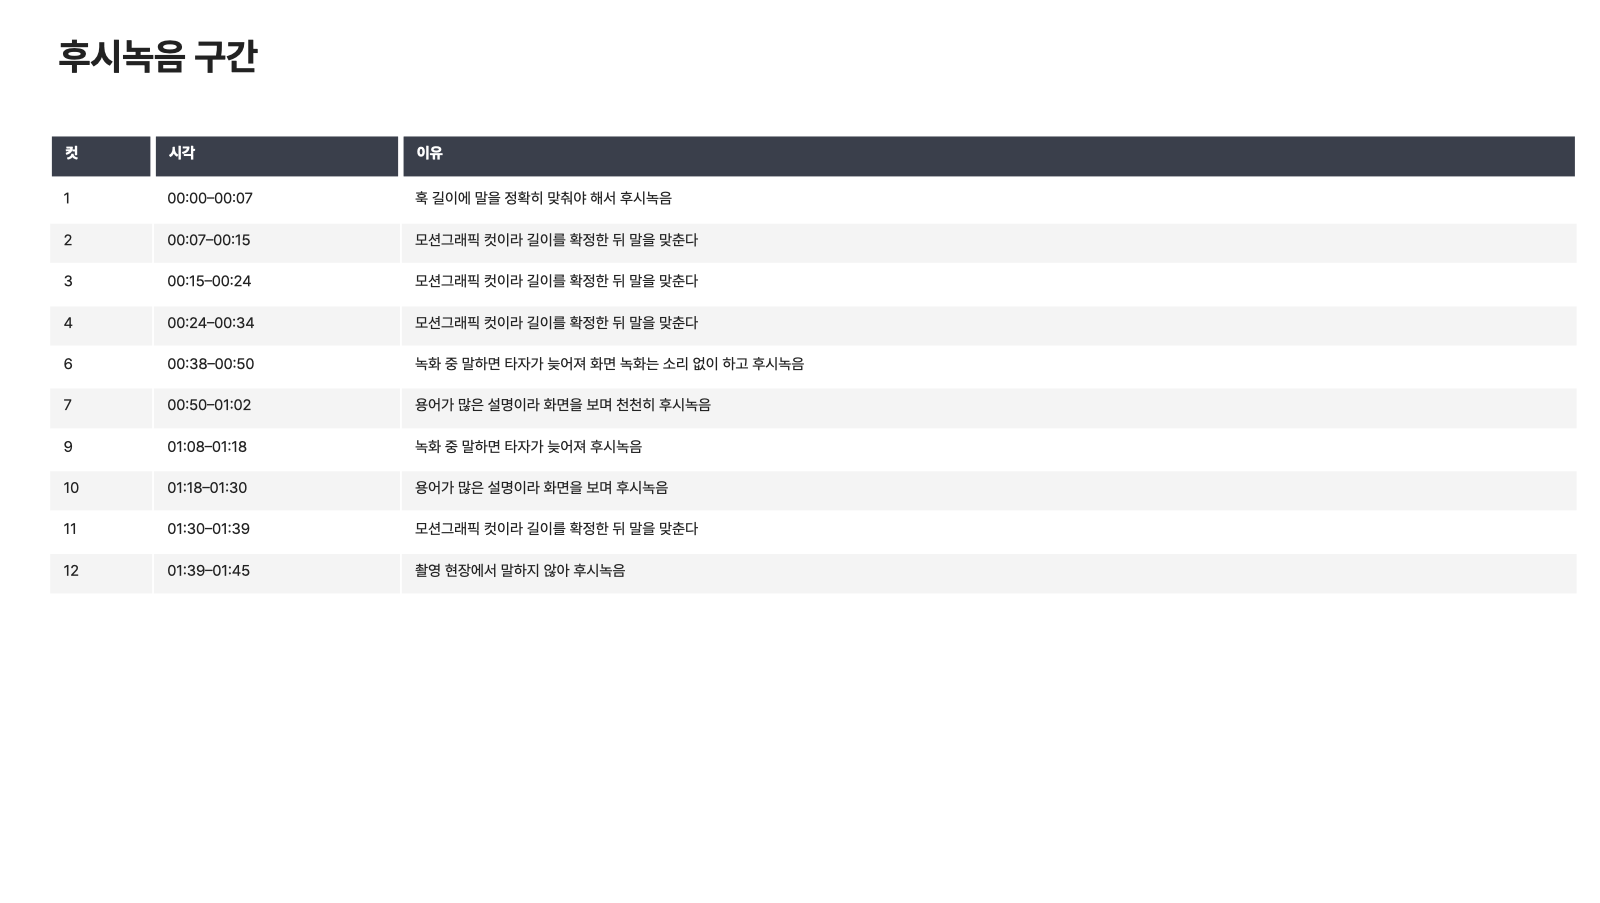 후시녹음 구간
컷 시각 이유
1 00:00–00:07 훅 길이에 말을 정확히 맞춰야 해서 후시녹음
2 00:07–00:15 모션그래픽 컷이라 길이를 확정한 뒤 말을 맞춘다
3 00:15–00:24 모션그래픽 컷이라 길이를 확정한 뒤 말을 맞춘다
4 00:24–00:34 모션그래픽 컷이라 길이를 확정한 뒤 말을 맞춘다
6 00:38–00:50 녹화 중 말하면 타자가 늦어져 화면 녹화는 소리 없이 하고 후시녹음
7 00:50–01:02 용어가 많은 설명이라 화면을 보며 천천히 후시녹음
9 01:08–01:18 녹화 중 말하면 타자가 늦어져 후시녹음
10 01:18–01:30 용어가 많은 설명이라 화면을 보며 후시녹음
11 01:30–01:39 모션그래픽 컷이라 길이를 확정한 뒤 말을 맞춘다
12 01:39–01:45 촬영 현장에서 말하지 않아 후시녹음